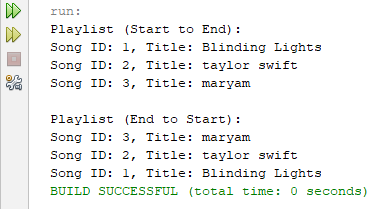 run:
Playlist (Start to End):
Song ID: 1, Title: Blinding Lights
Song ID: 2, Title: taylor swift
Song ID: 3, Title: maryam

Playlist (End to Start):
Song ID: 3, Title: maryam
Song ID: 2, Title: taylor swift
Song ID: 1, Title: Blinding Lights
BUILD SUCCESSFUL (total time: 0 seconds)